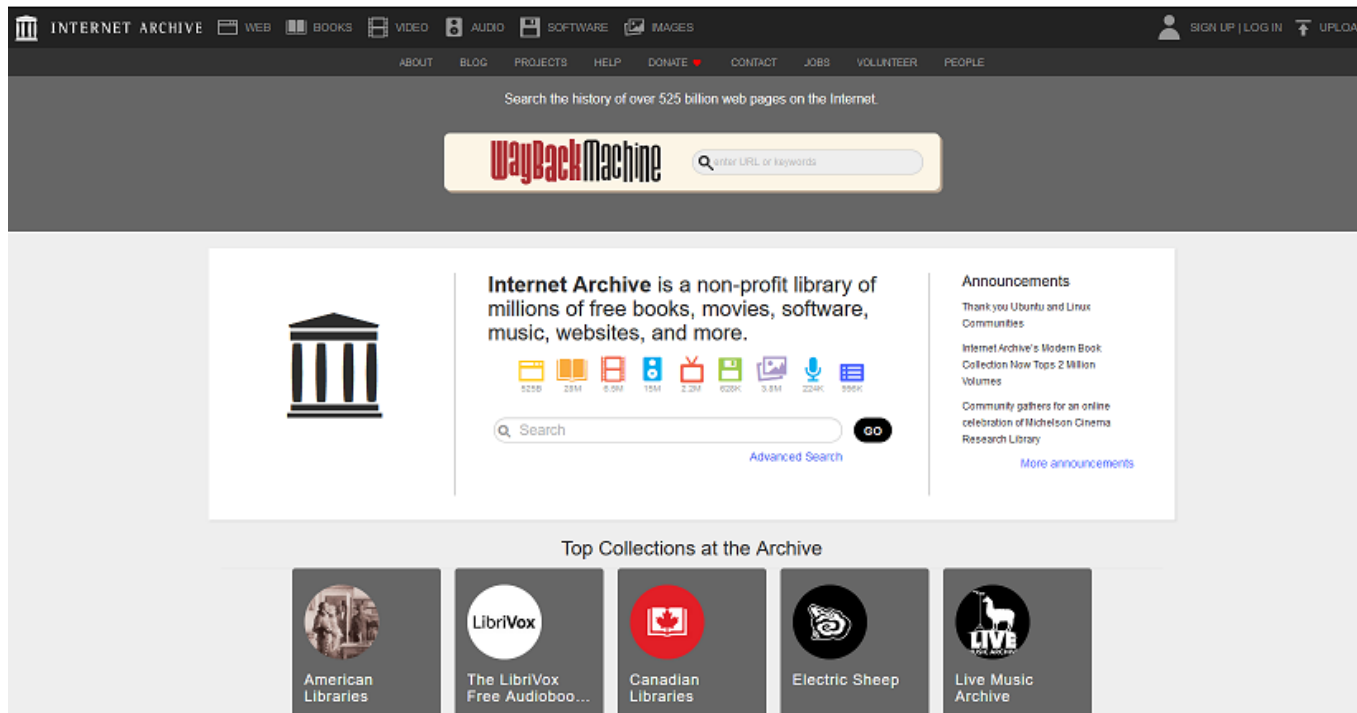 INTERNET ARCHIVE WEB BOOKS VIDEO AUDIO SOFTWARE IMAGES SIGN UP | LOG IN UPLOA
ABOUT BLOG PROJECTS HELP DONATE CONTACT JOBS VOLUNTEER PEOPLE
Search the history of over 525 billion web pages on the Internet.
WayBackMachine
enter URL or keywords
Internet Archive is a non-profit library of
millions of free books, movies, software,
music, websites, and more.
525B 28M 6.9M 15M 2.2M 628K 3.8M 224K 996K
Search
GO
Advanced Search
Announcements
Thank you Ubuntu and Linux
Communities
Internet Archive's Modern Book
Collection Now Tops 2 Million
Volumes
Community gathers for an online
celebration of Michelson Cinema
Research Library
More announcements
Top Collections at the Archive
American
Libraries
LibriVox
The LibriVox
Free Audioboo...
Canadian
Libraries
Electric Sheep
LIVE
MUSIC ARCHIVE
Live Music
Archive